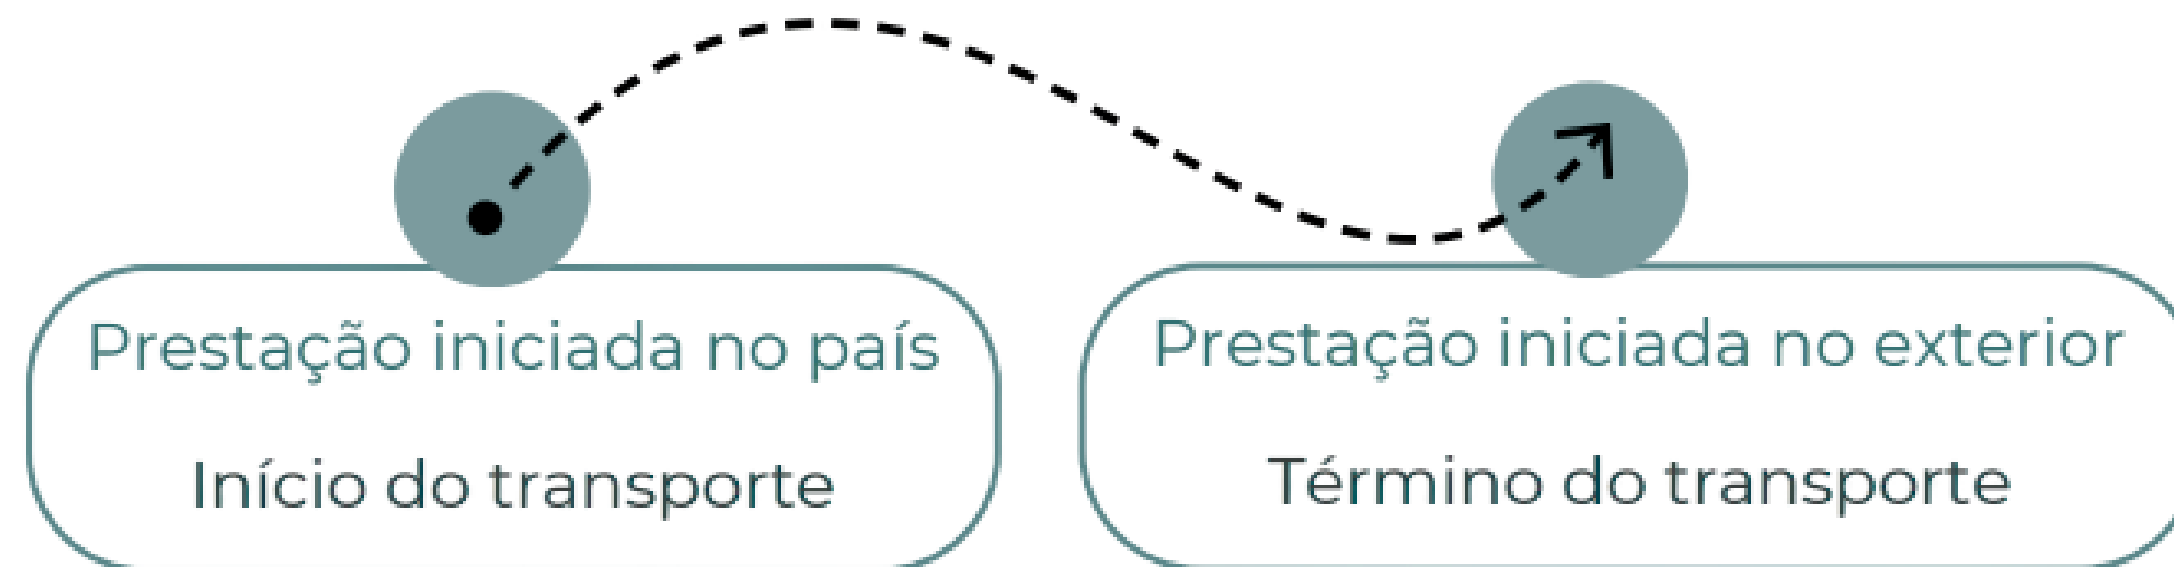 Prestação iniciada no país
Início do transporte
Prestação iniciada no exterior
Término do transporte